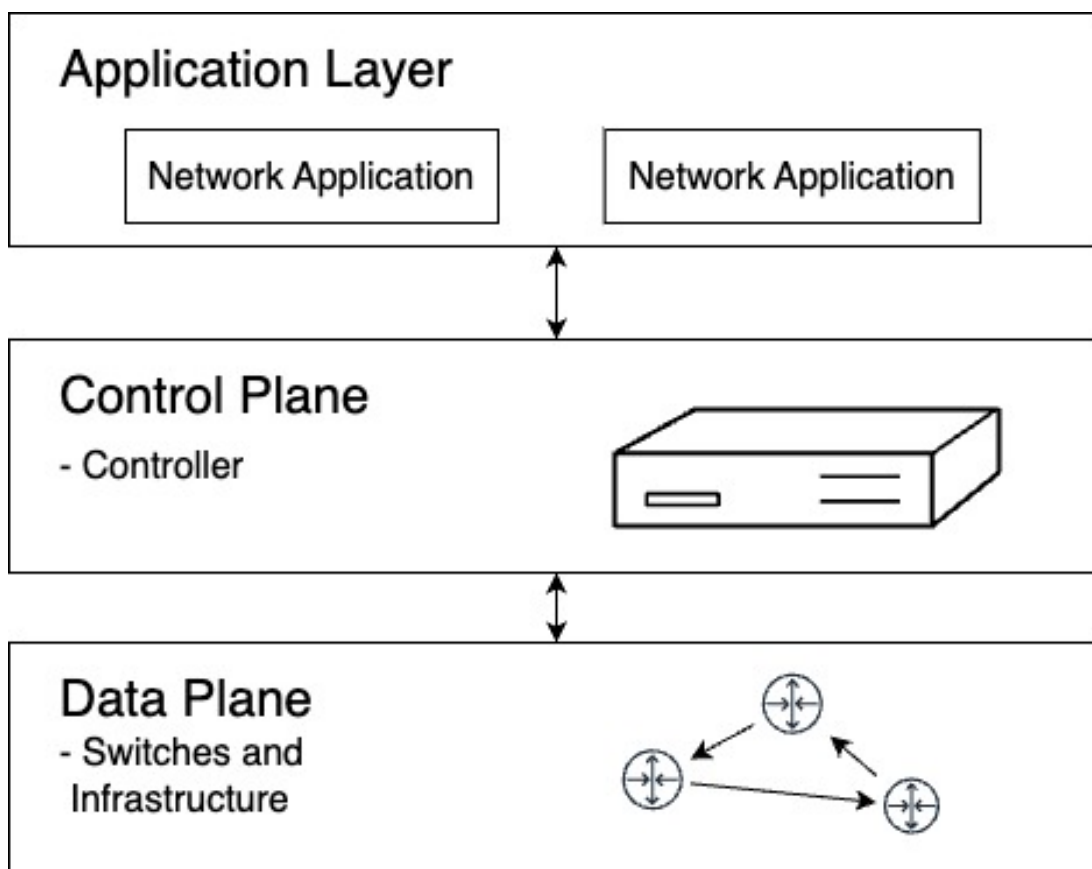 Application Layer
Network Application
Network Application
Control Plane
- Controller
Data Plane
- Switches and
Infrastructure